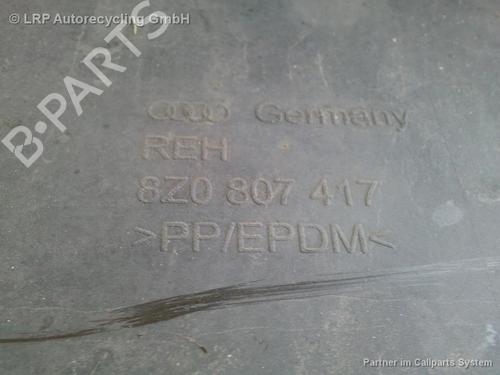 © LRP Autorecycling GmbH
B-PARTS
Germany
REH
8Z0 807 417
>PP/EPDM<
Partner im Callparts System